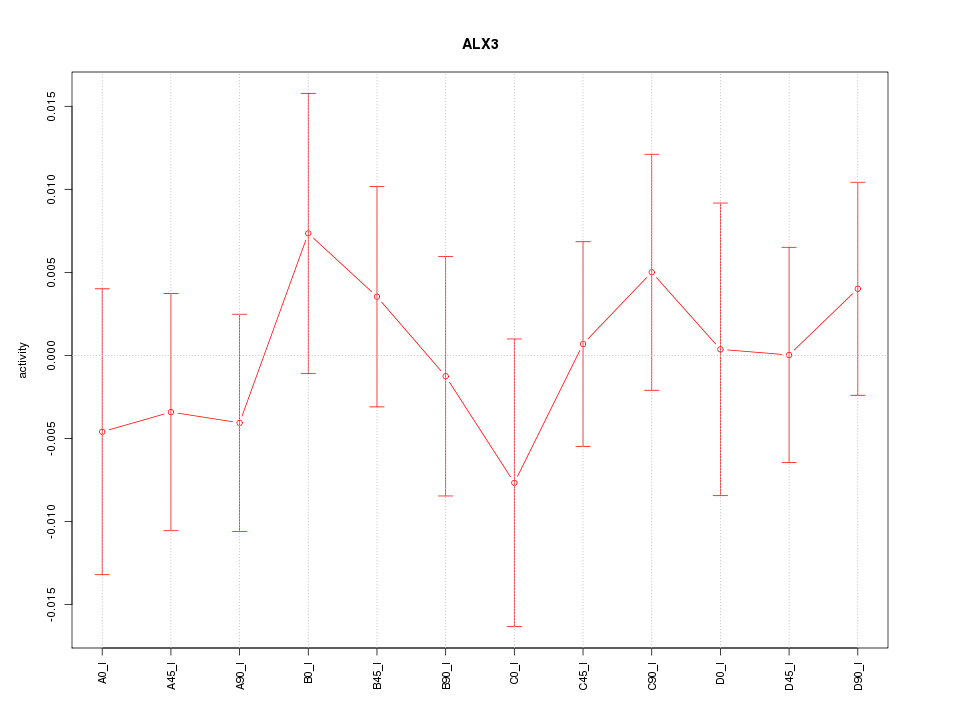 ALX3
activity
0.015
0.010
0.005
0.000
-0.005
-0.010
-0.015
A0_I
A45_I
A90_I
B0_I
B45_I
B90_I
C0_I
C45_I
C90_I
D0_I
D45_I
D90_I